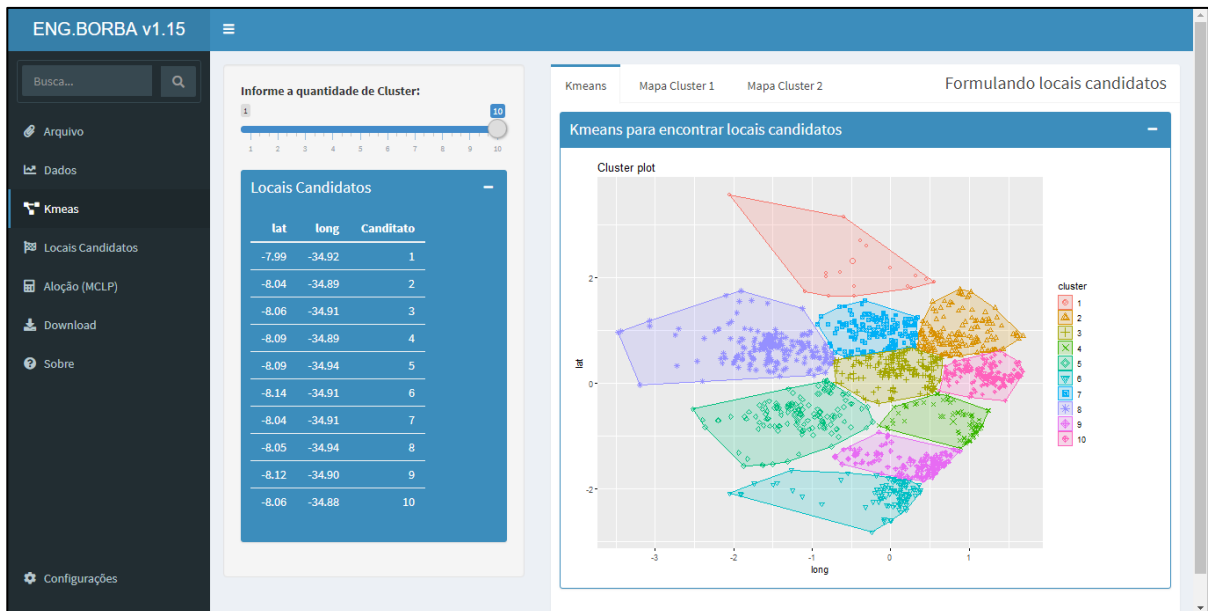 ENG.BORBA v1.15
Busca...
Arquivo
Dados
Kmeas
Locais Candidatos
Aloção (MCLP)
Download
Sobre
Configurações
Informe a quantidade de Cluster:
1 10
1 2 3 4 5 6 7 8 9 10
Locais Candidatos
lat long Canditato
-7.99 -34.92 1
-8.04 -34.89 2
-8.06 -34.91 3
-8.09 -34.89 4
-8.09 -34.94 5
-8.14 -34.91 6
-8.04 -34.91 7
-8.05 -34.94 8
-8.12 -34.90 9
-8.06 -34.88 10
Kmeans Mapa Cluster 1 Mapa Cluster 2 Formulando locais candidatos
Kmeans para encontrar locais candidatos
Cluster plot
2
0
-2
lat
-3 -2 -1 0 1
long
cluster
1
2
3
4
5
6
7
8
9
10